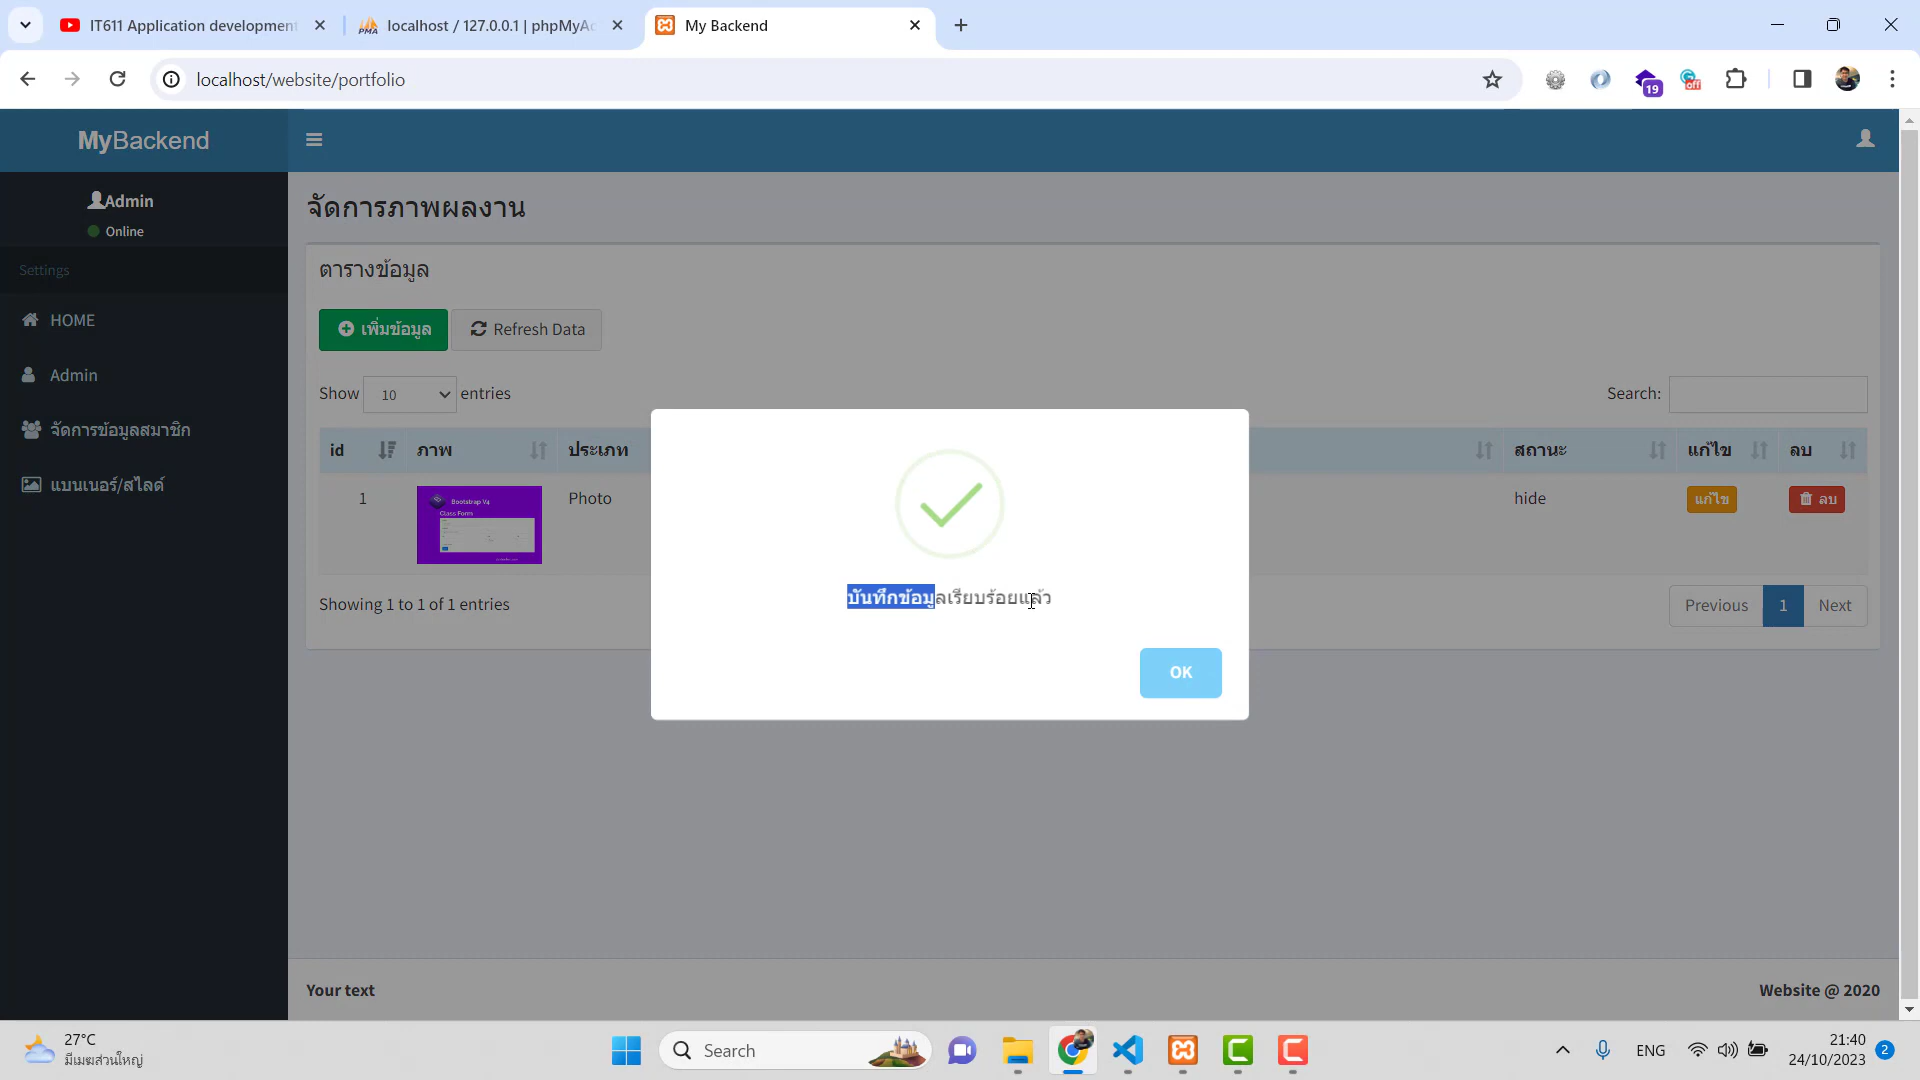 IT611 Application development
localhost / 127.0.0.1 | phpMyAc
My Backend
localhost/website/portfolio
19
off
MyBackend
Admin
Online
Settings
HOME
Admin
จัดการข้อมูลสมาชิก
แบนเนอร์/สไลด์
จัดการภาพผลงาน
ตารางข้อมูล
เพิ่มข้อมูล
Refresh Data
Show 10 entries
Search:
id ภาพ ประเภท สถานะ แก้ไข ลบ
1 Photo hide แก้ไข ลบ
Bootstrap V4
Class Form
Showing 1 to 1 of 1 entries
Previous 1 Next
บันทึกข้อมูลเรียบร้อยแล้ว
OK
Your text
Website @ 2020
27°C
มีเมฆส่วนใหญ่
Search
ENG
21:40
24/10/2023
2